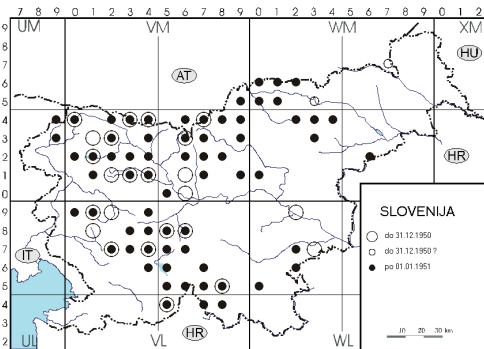 7 8 9 0 1 2 3 4 5 6 7 8 9 0 1 2 3 4 5 6 7 8 9 0 1 2
9 UM VM WM XM
8 HU
7
6 AT
5
4
3
2 HR
1
0
9 SLOVENIJA
8 do 31.12.1950
7 do 31.12.1950 ?
6 IT po 01.01.1951
5
4
3 HR 10 20 30 km
2 UL VL WL